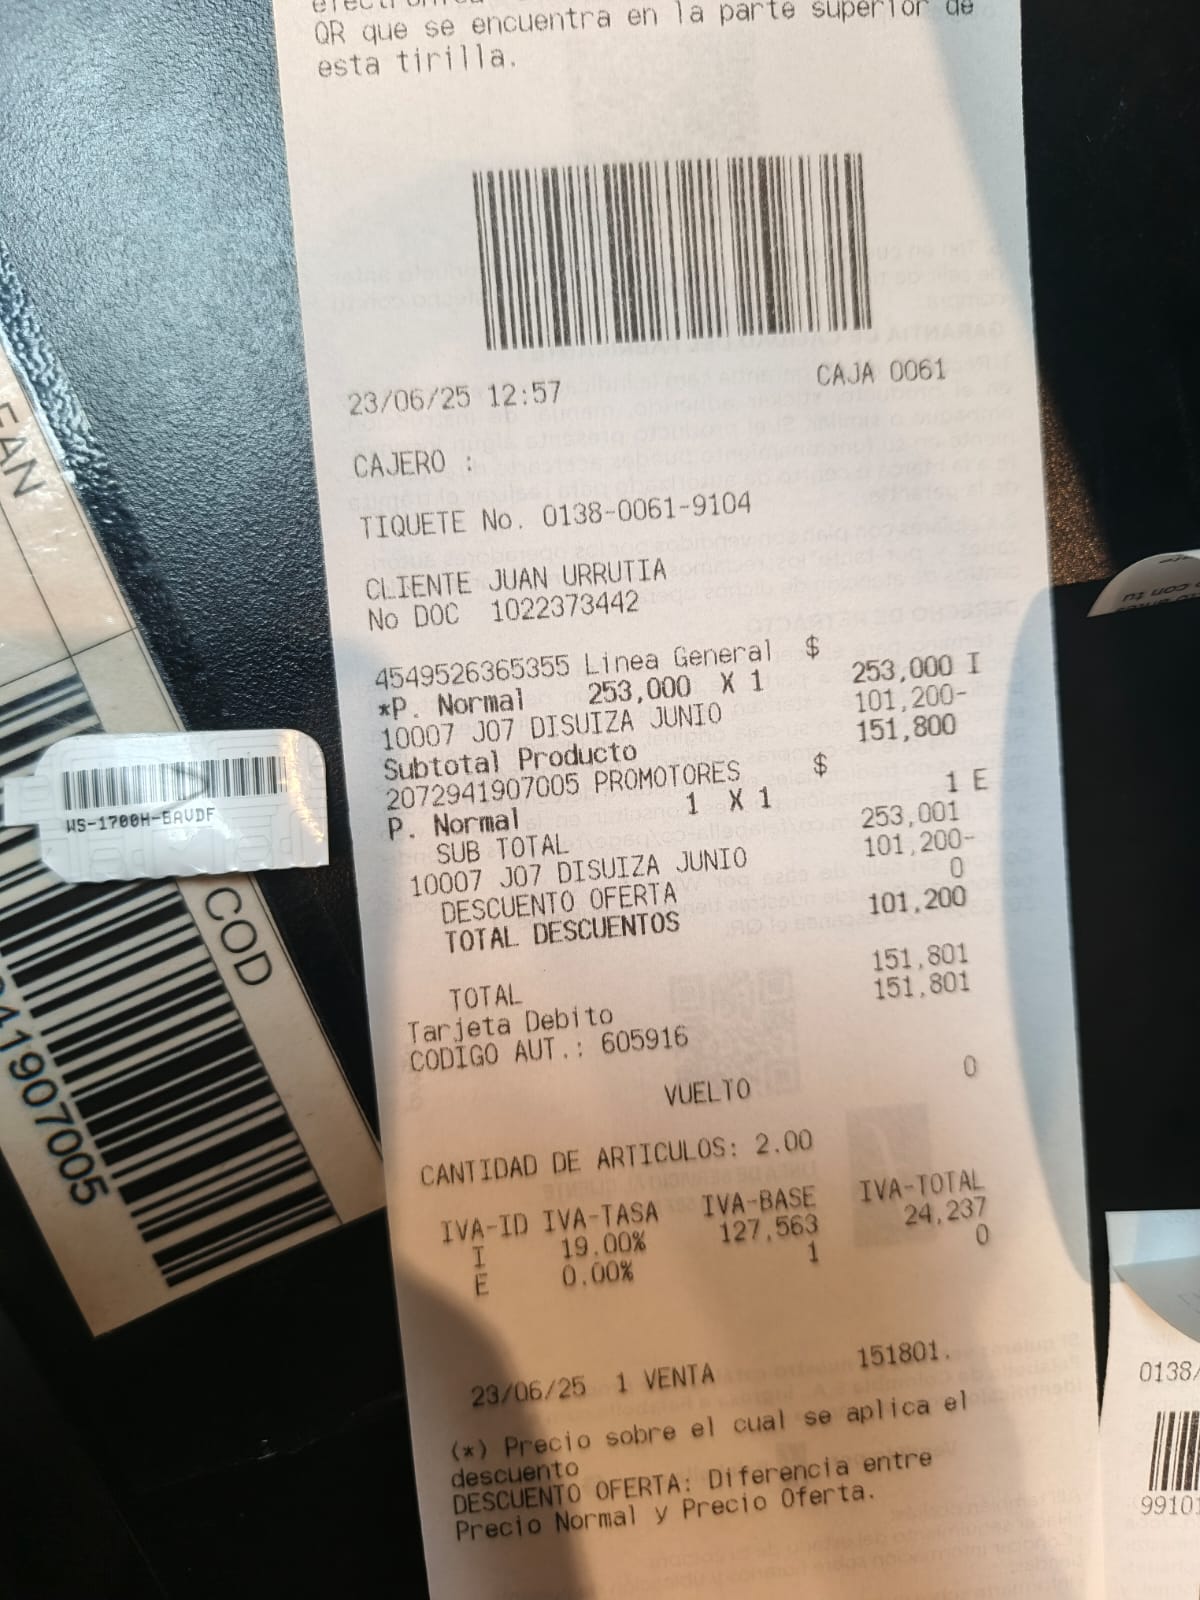 QR que se encuentra en la parte superior de
esta tirilla.
23/06/25 12:57 CAJA 0061
CAJERO :
TIQUETE No. 0138-0061-9104
CLIENTE JUAN URRUTIA
No DOC 1022373442
4549526365355 Linea General $
*P. Normal 253,000 X 1 253,000 I
10007 J07 DISUIZA JUNIO 101,200-
Subtotal Producto 151,800
2072941907005 PROMOTORES $
P. Normal 1 X 1 1 E
SUB TOTAL 253,001
10007 J07 DISUIZA JUNIO 101,200-
DESCUENTO OFERTA 0
TOTAL DESCUENTOS 101,200
TOTAL 151,801
Tarjeta Debito 151,801
CODIGO AUT.: 605916
VUELTO 0
CANTIDAD DE ARTICULOS: 2.00
IVA-ID IVA-TASA IVA-BASE IVA-TOTAL
I 19.00% 127,563 24,237
E 0.00% 1 0
23/06/25 1 VENTA 151801.
(*) Precio sobre el cual se aplica el
descuento
DESCUENTO OFERTA: Diferencia entre
Precio Normal y Precio Oferta.
EAN
WS-1700H-5AVDF
COD
41907005
0138/
99101